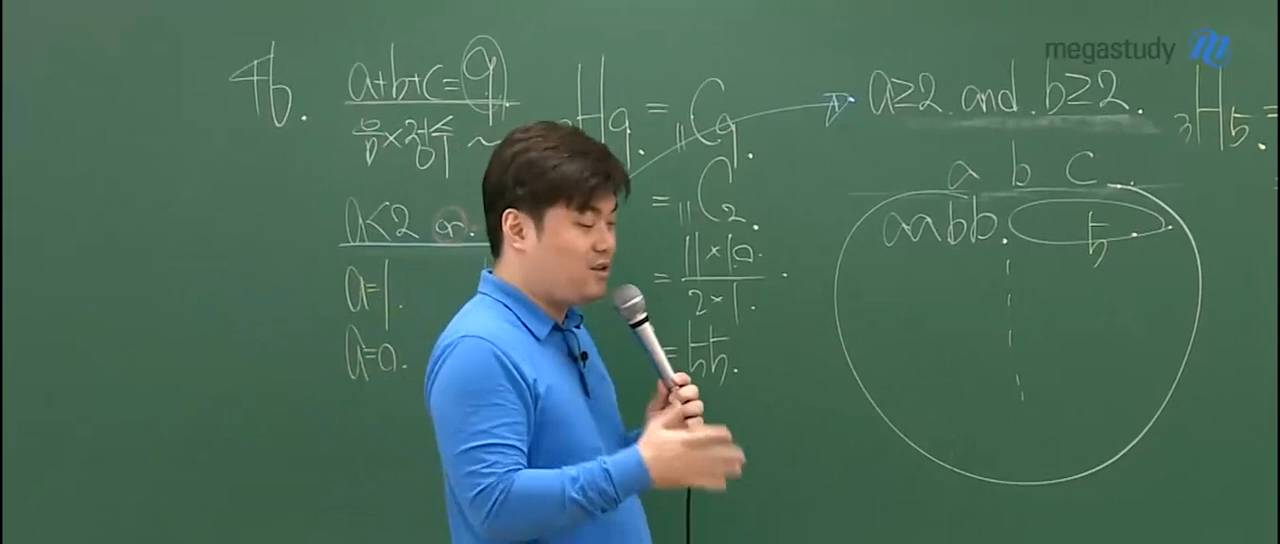 megastudy
46. a+b+c=9
음×3정수 ~
₃H₉. = ₁₁C₉.
= ₁₁C₂.
= 11×10 / 2×1.
= 55.
a<2 or.
a=1.
a=0.
a≥2 and b≥2.
₃H₅. =
a b c.
aabb. 5.